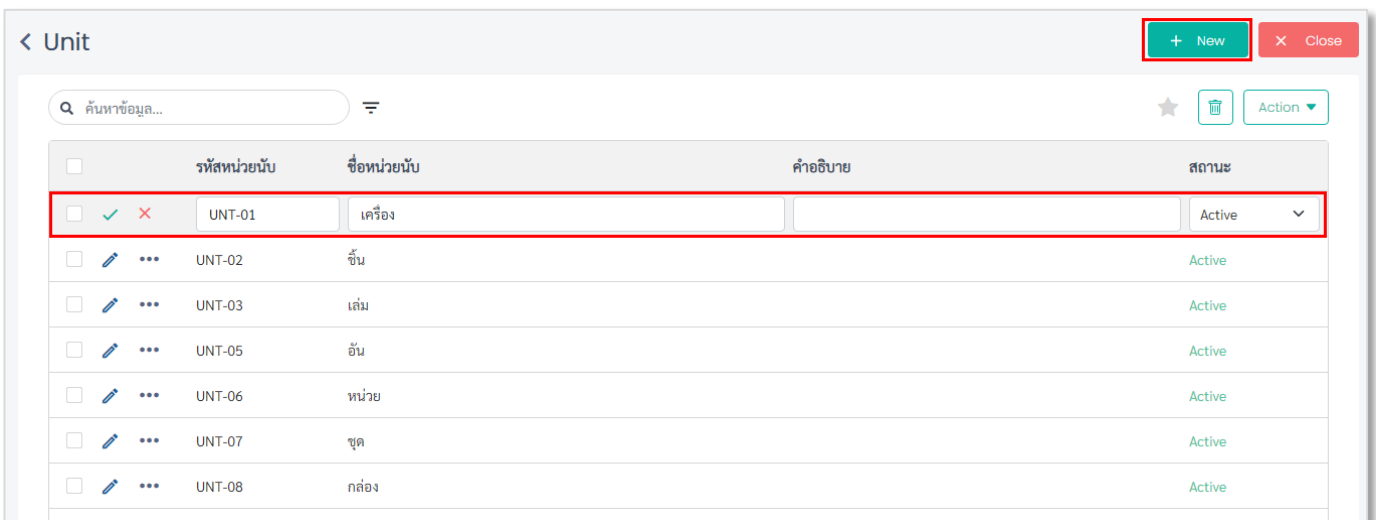 Unit
+ New
× Close
ค้นหาข้อมูล...
Action
รหัสหน่วยนับ ชื่อหน่วยนับ คำอธิบาย สถานะ
UNT-01 เครื่อง Active
UNT-02 ชิ้น Active
UNT-03 เล่ม Active
UNT-05 อัน Active
UNT-06 หน่วย Active
UNT-07 ชุด Active
UNT-08 กล่อง Active